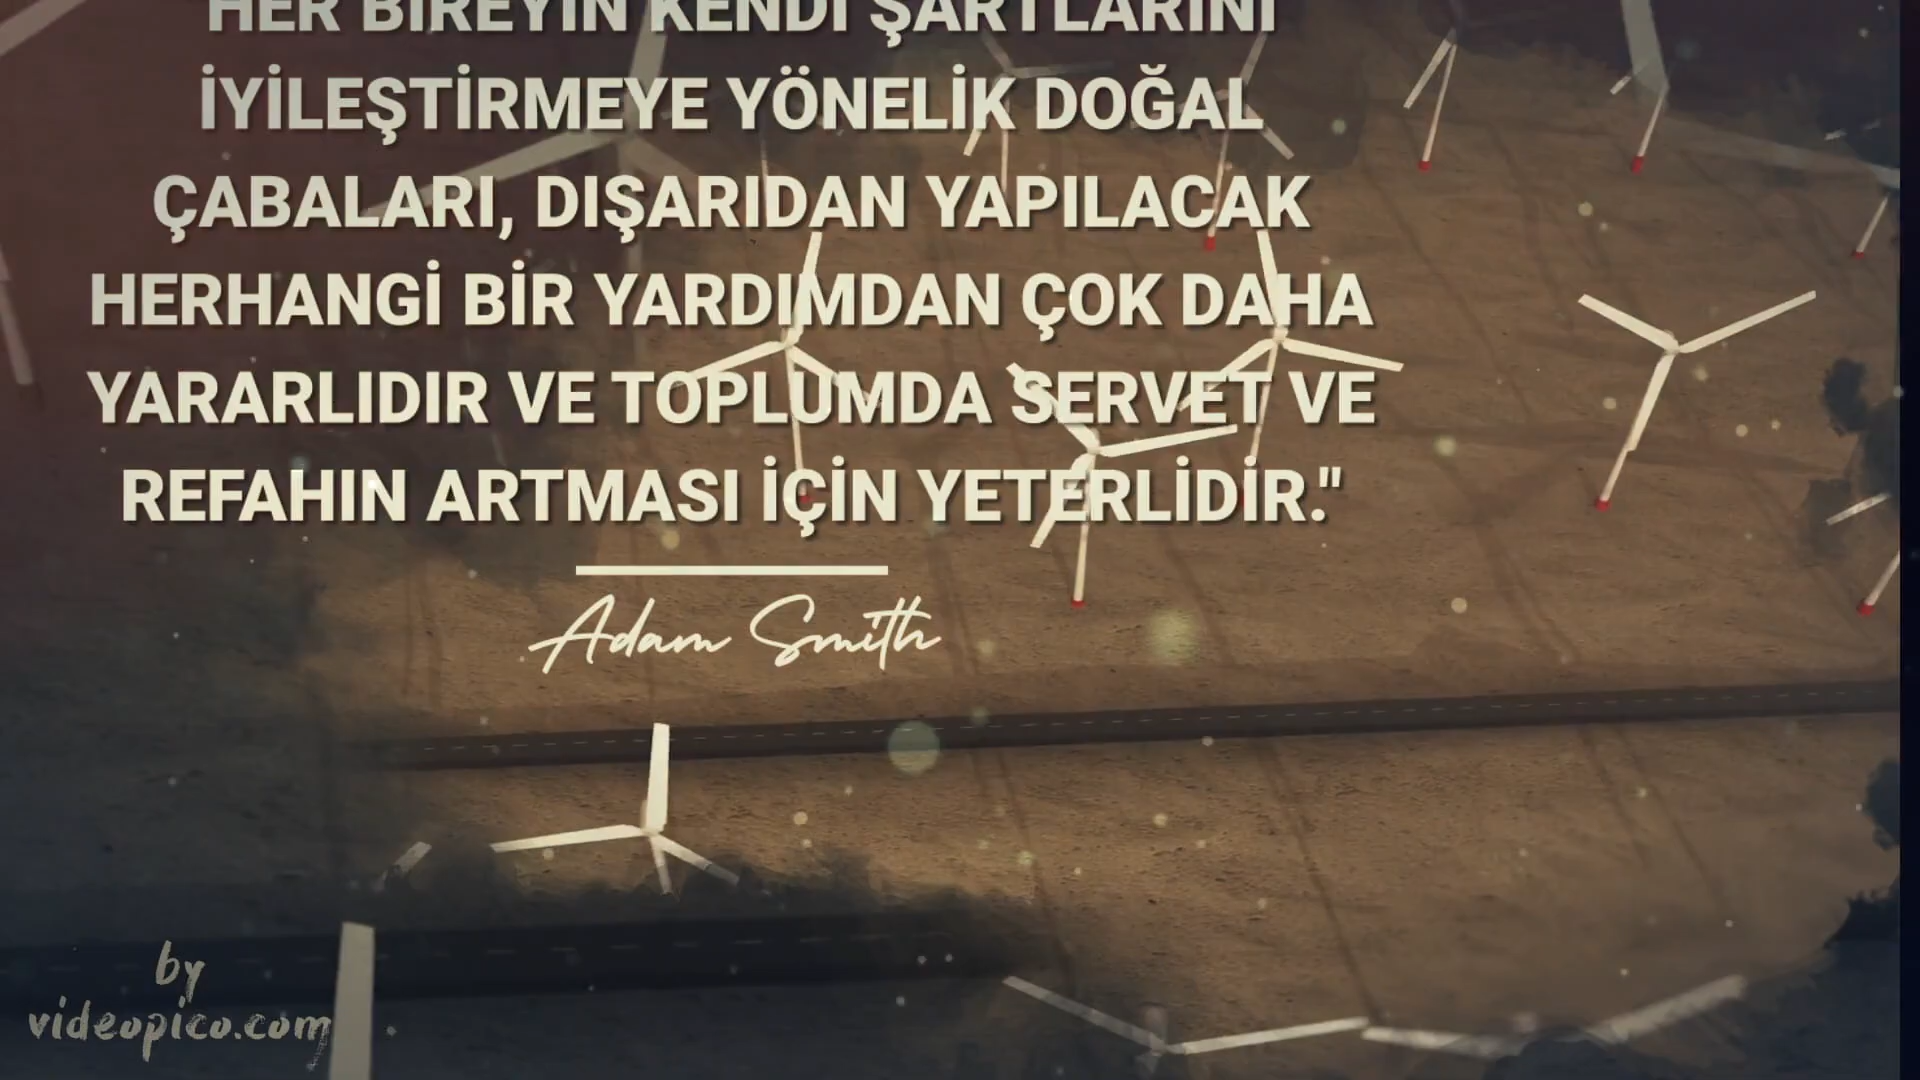 "HER BİREYİN KENDİ ŞARTLARINI
İYİLEŞTİRMEYE YÖNELİK DOĞAL
ÇABALARI, DIŞARIDAN YAPILACAK
HERHANGİ BİR YARDIMDAN ÇOK DAHA
YARARLIDIR VE TOPLUMDA SERVET VE
REFAHIN ARTMASI İÇİN YETERLİDİR."
Adam Smith
by
videopico.com